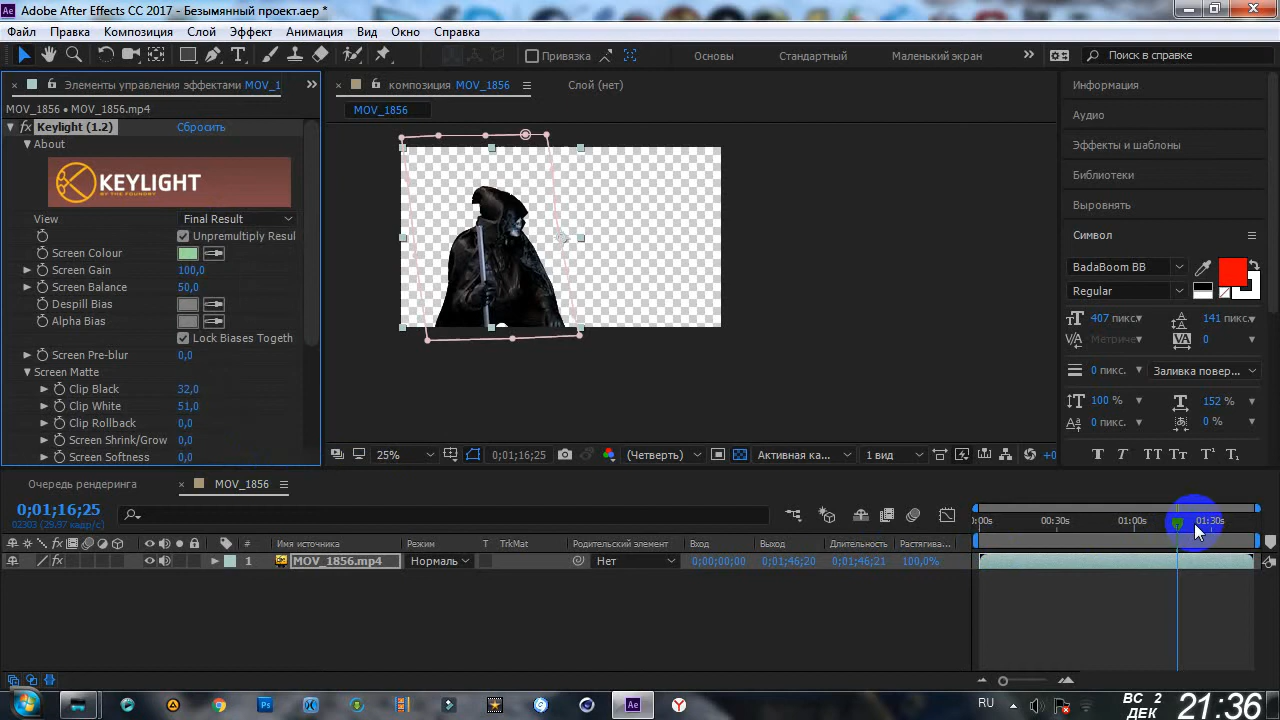 Adobe After Effects CC 2017 - Безымянный проект.aep *
Файл Правка Композиция Слой Эффект Анимация Вид Окно Справка
Привязка Основы Стандартный Маленький экран Поиск в справке
Элементы управления эффектами MOV_1
MOV_1856 • MOV_1856.mp4
fx Keylight (1.2) Сбросить
About
KEYLIGHT
BY THE FOUNDRY
View Final Result
Unpremultiply Resul
Screen Colour
Screen Gain 100,0
Screen Balance 50,0
Despill Bias
Alpha Bias
Lock Biases Togeth
Screen Pre-blur 0,0
Screen Matte
Clip Black 32,0
Clip White 51,0
Clip Rollback 0,0
Screen Shrink/Grow 0,0
Screen Softness 0,0
композиция MOV_1856 Слой (нет)
MOV_1856
25% 0;01;16;25 (Четверть) Активная ка... 1 вид +0
Информация
Аудио
Эффекты и шаблоны
Библиотеки
Выровнять
Символ
BadaBoom BB
Regular
407 пикс. 141 пикс.
Метриче 0
0 пикс. Заливка повер...
100 % 152 %
0 пикс. 0 %
T T TT Tт T¹ T₁
Очередь рендеринга MOV_1856
0;01;16;25
02303 (29.97 кадр/с)
0:00s 00:30s 01:00s 01:30s
# Имя источника Режим T TrkMat Родительский элемент Вход Выход Длительность Растягива...
1 MOV_1856.mp4 Нормаль Нет 0;00;00;00 0;01;46;20 0;01;46;21 100,0%
RU ВС 2 ДЕК 21:36